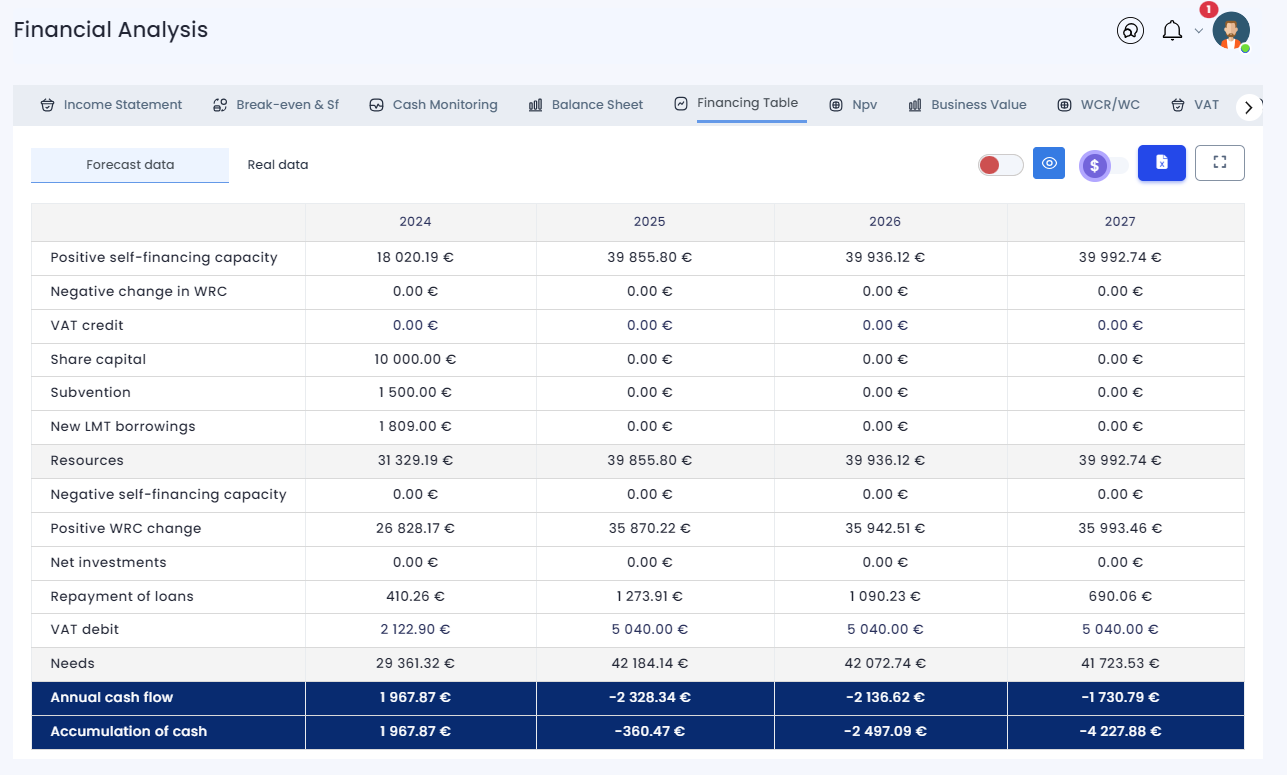 Financial Analysis
1
Income Statement Break-even & Sf Cash Monitoring Balance Sheet Financing Table Npv Business Value WCR/WC VAT
Forecast data Real data $
2024 2025 2026 2027
Positive self-financing capacity 18 020.19 € 39 855.80 € 39 936.12 € 39 992.74 €
Negative change in WRC 0.00 € 0.00 € 0.00 € 0.00 €
VAT credit 0.00 € 0.00 € 0.00 € 0.00 €
Share capital 10 000.00 € 0.00 € 0.00 € 0.00 €
Subvention 1 500.00 € 0.00 € 0.00 € 0.00 €
New LMT borrowings 1 809.00 € 0.00 € 0.00 € 0.00 €
Resources 31 329.19 € 39 855.80 € 39 936.12 € 39 992.74 €
Negative self-financing capacity 0.00 € 0.00 € 0.00 € 0.00 €
Positive WRC change 26 828.17 € 35 870.22 € 35 942.51 € 35 993.46 €
Net investments 0.00 € 0.00 € 0.00 € 0.00 €
Repayment of loans 410.26 € 1 273.91 € 1 090.23 € 690.06 €
VAT debit 2 122.90 € 5 040.00 € 5 040.00 € 5 040.00 €
Needs 29 361.32 € 42 184.14 € 42 072.74 € 41 723.53 €
Annual cash flow 1 967.87 € -2 328.34 € -2 136.62 € -1 730.79 €
Accumulation of cash 1 967.87 € -360.47 € -2 497.09 € -4 227.88 €